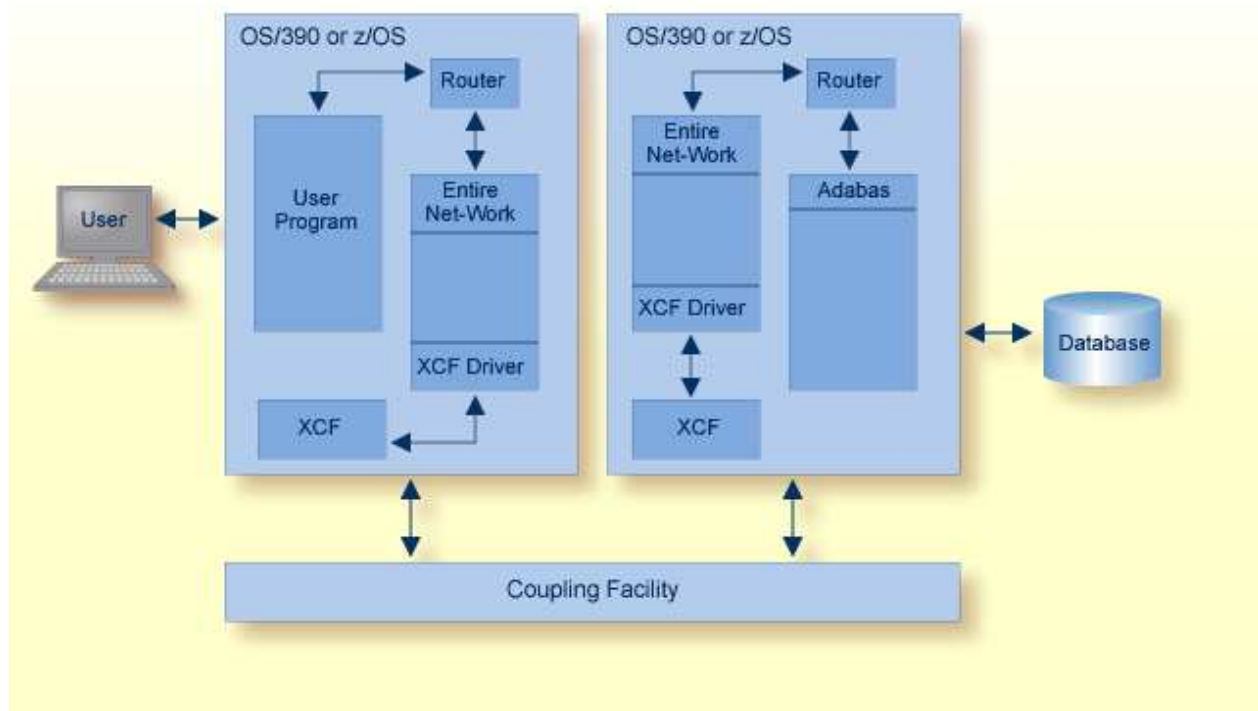 OS/390 or z/OS
Router
User
Program
Entire
Net-Work
XCF Driver
XCF
User
OS/390 or z/OS
Router
Entire
Net-Work
XCF Driver
XCF
Adabas
Database
Coupling Facility